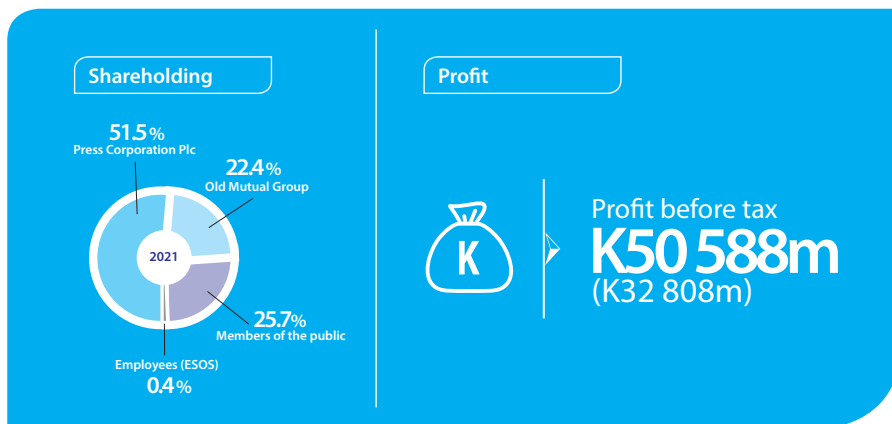 Shareholding
51.5%
Press Corporation Plc
22.4%
Old Mutual Group
2021
25.7%
Members of the public
Employees (ESOS)
0.4%
Profit
K
Profit before tax
K50 588m
(K32 808m)